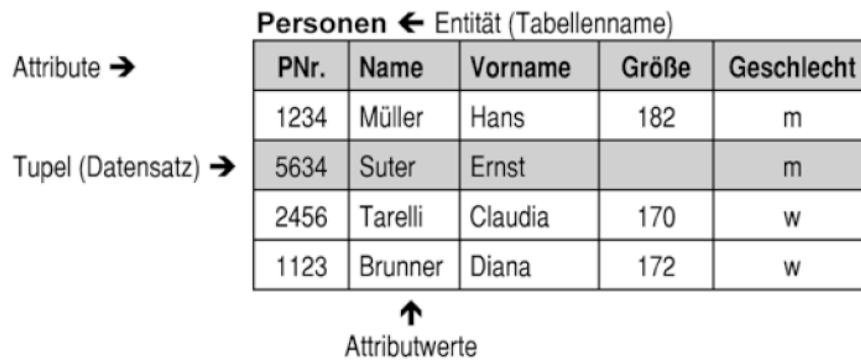 Personen ← Entität (Tabellenname)
Attribute → PNr. Name Vorname Größe Geschlecht
1234 Müller Hans 182 m
Tupel (Datensatz) → 5634 Suter Ernst m
2456 Tarelli Claudia 170 w
1123 Brunner Diana 172 w
↑
Attributwerte